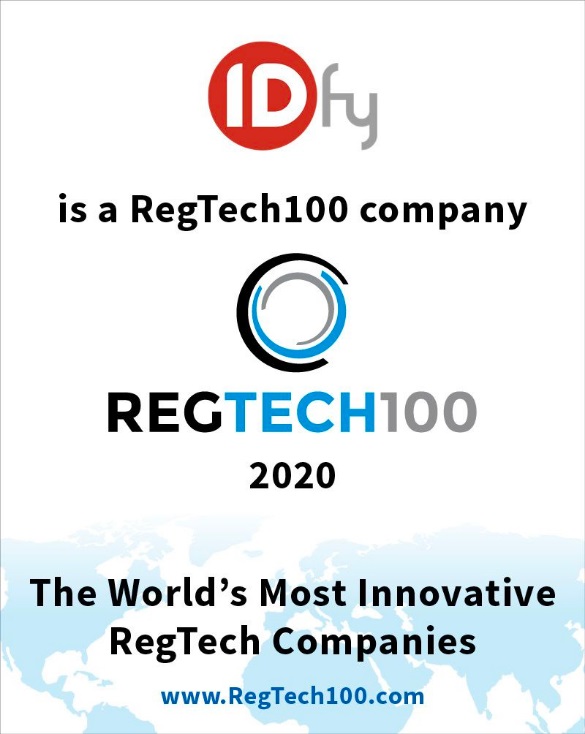 IDfy
is a RegTech100 company
REGTECH100
2020
The World's Most Innovative
RegTech Companies
www.RegTech100.com